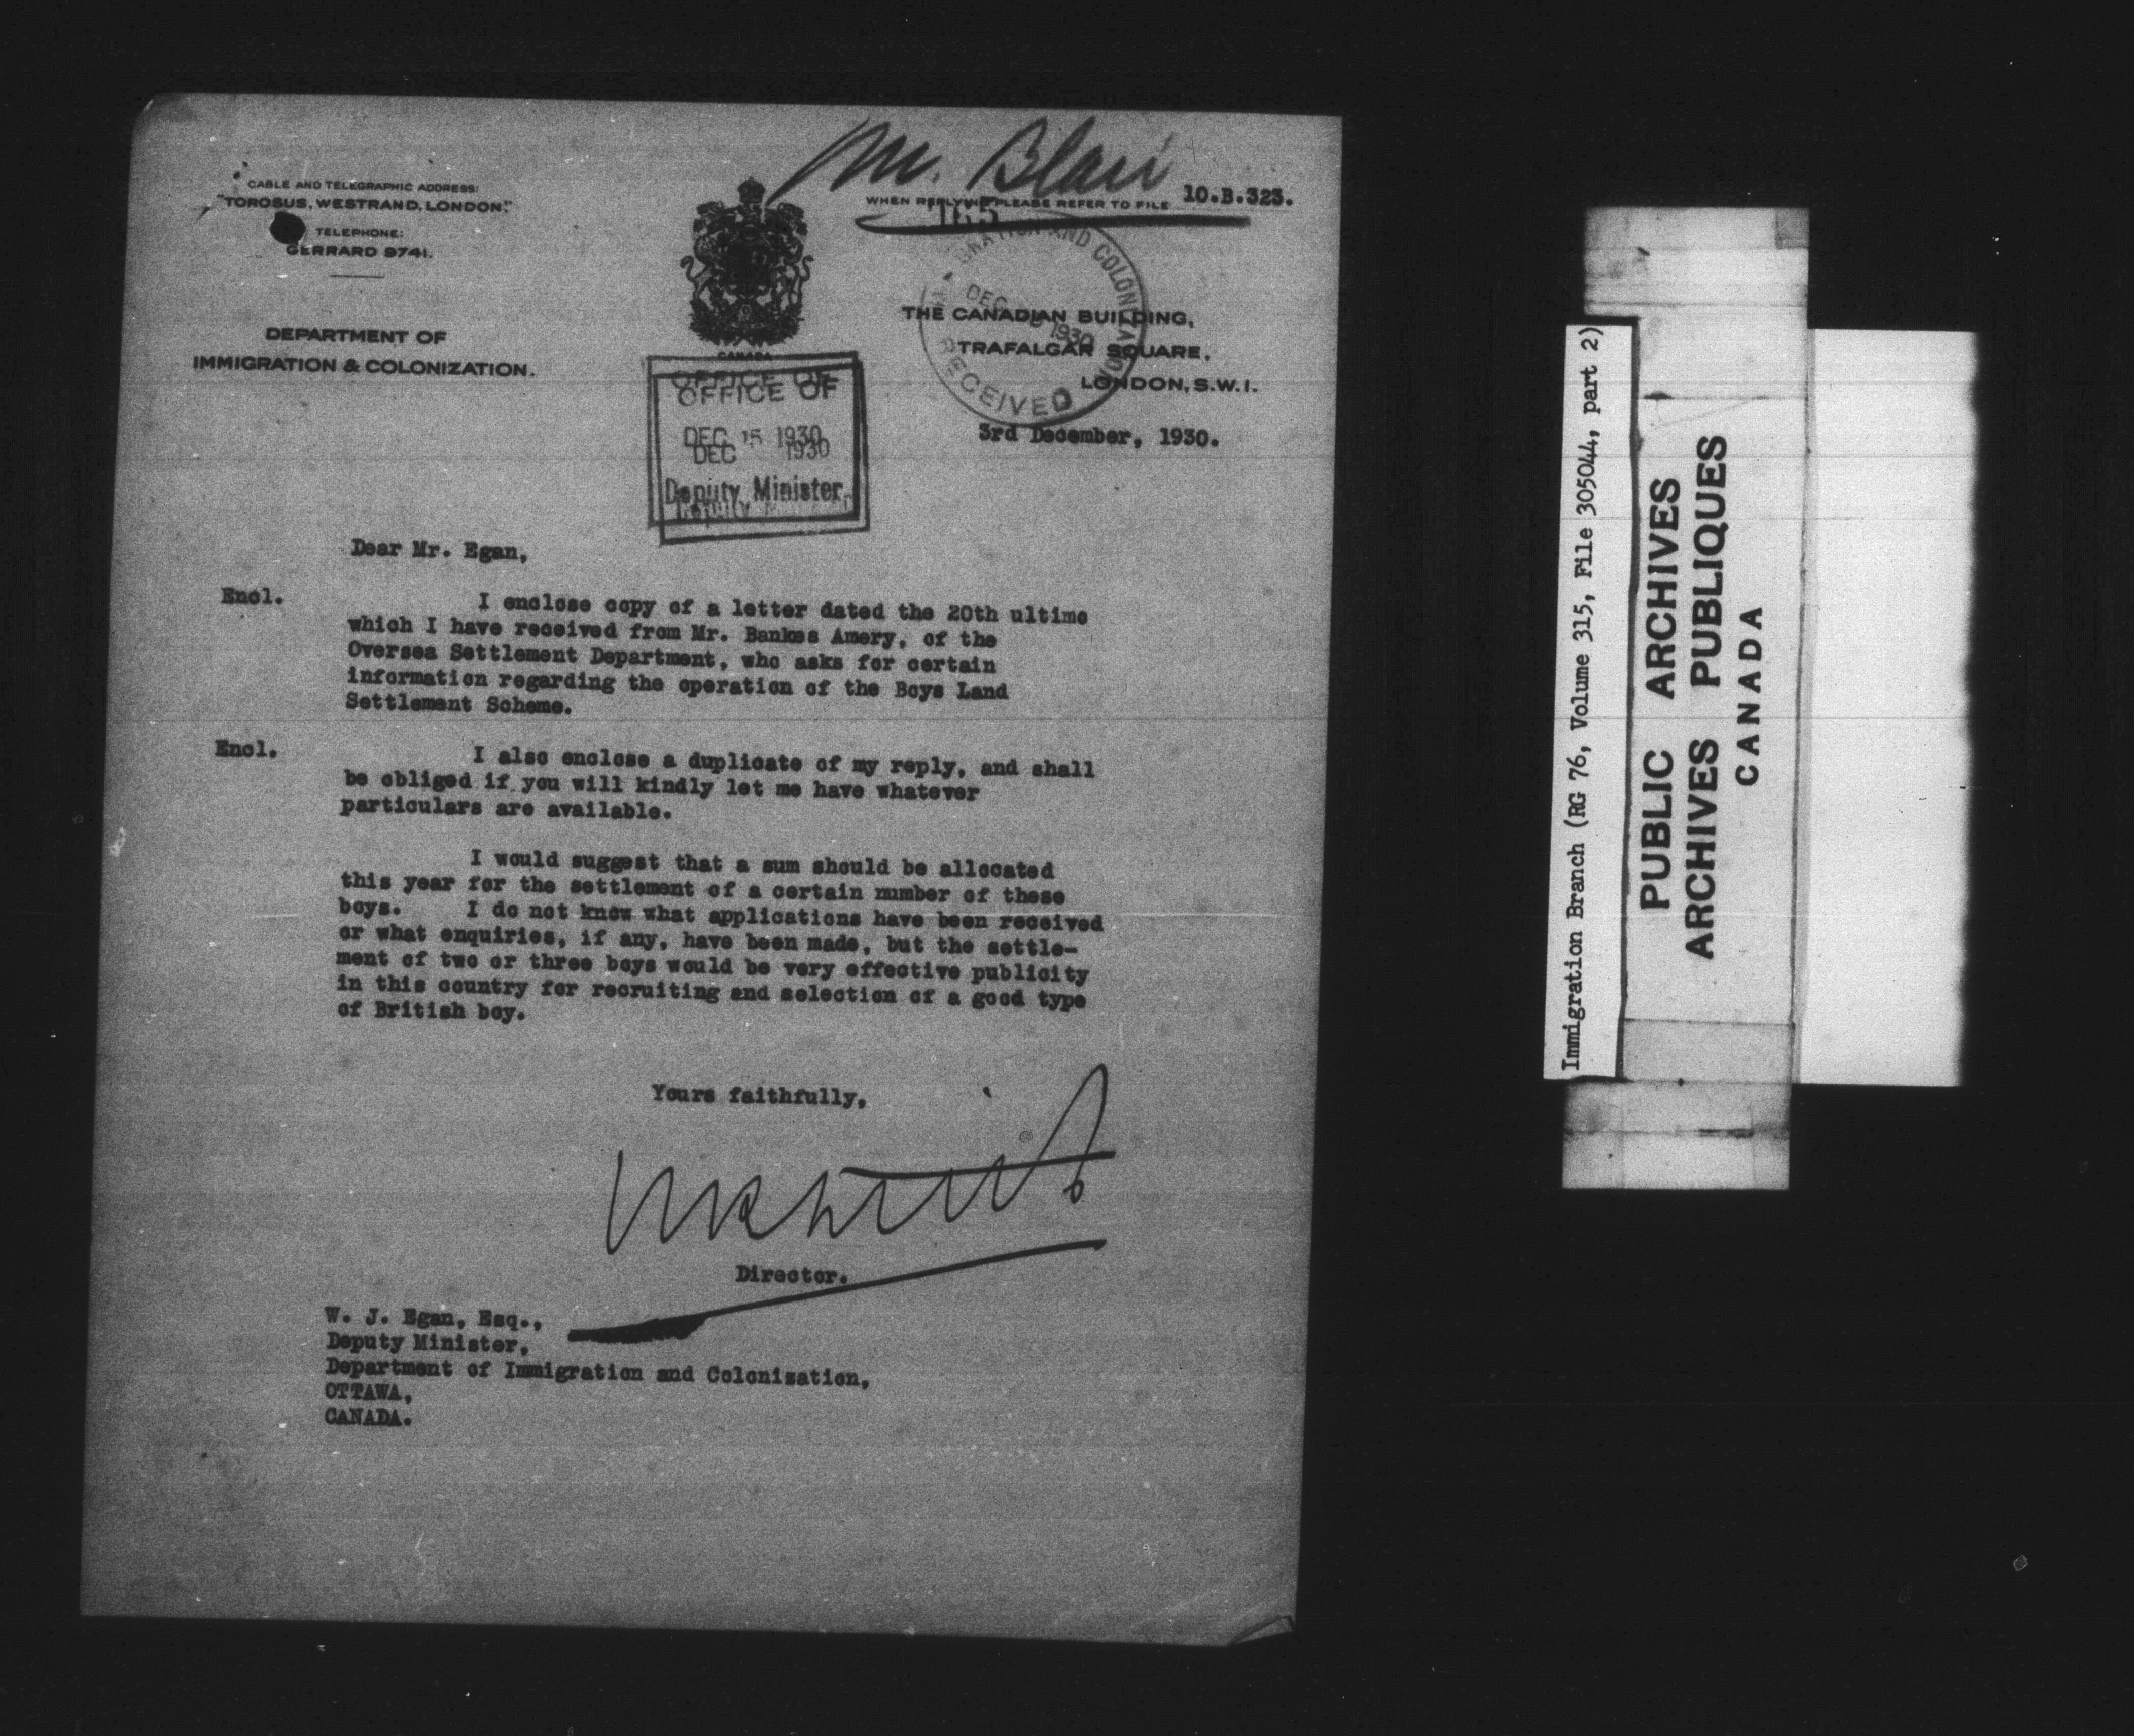 Mr. Blair
CABLE AND TELEGRAPHIC ADDRESS:
"TOROSUS, WESTRAND, LONDON."
TELEPHONE:
GERRARD 9741.
WHEN REPLYING PLEASE REFER TO FILE 10.B.323.
DEPARTMENT OF
IMMIGRATION & COLONIZATION.
CANADA
THE CANADIAN BUILDING,
TRAFALGAR SQUARE,
LONDON, S.W.1.
AND COLONIZATION
DEC 1930
RECEIVED
OFFICE OF
OFFICE OF
DEC 15 1930
DEC 1930
Deputy Minister
Deputy
3rd December, 1930.
Dear Mr. Egan,
Encl. I enclose copy of a letter dated the 20th ultimo
which I have received from Mr. Bankes Amery, of the
Oversea Settlement Department, who asks for certain
information regarding the operation of the Boys Land
Settlement Scheme.
Encl. I also enclose a duplicate of my reply, and shall
be obliged if you will kindly let me have whatever
particulars are available.
I would suggest that a sum should be allocated
this year for the settlement of a certain number of these
boys. I do not know what applications have been received
or what enquiries, if any, have been made, but the settle-
ment of two or three boys would be very effective publicity
in this country for recruiting and selection of a good type
of British boy.
Yours faithfully,
Director.
W. J. Egan, Esq.,
Deputy Minister,
Department of Immigration and Colonisation,
OTTAWA,
CANADA.
Immigration Branch (RG 76, Volume 315, File 305044, part 2)
PUBLIC ARCHIVES
ARCHIVES PUBLIQUES
CANADA